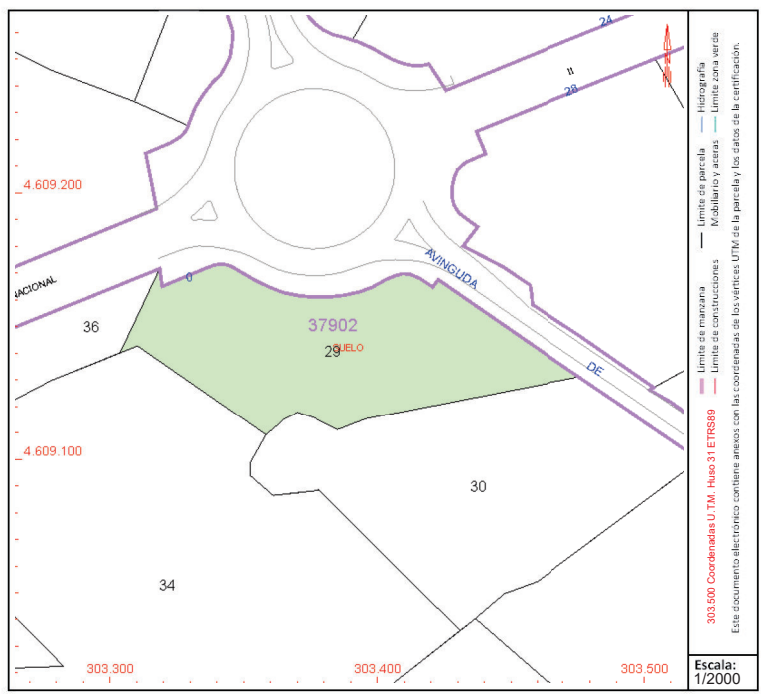 24
II
28
4.609.200
AVINGUDA
NACIONAL
0
37902
36
29
SUELO
DE
4.609.100
30
34
303.300
303.400
303.500
Límite de manzana
Límite de parcela
Hidrografía
Límite de construcciones
Mobiliario y aceras
Límite zona verde
303.500 Coordenadas U.T.M. Huso 31 ETRS89
Este documento electrónico contiene anexos con las coordenadas de los vértices UTM de la parcela y los datos de la certificación.
Escala:
1/2000